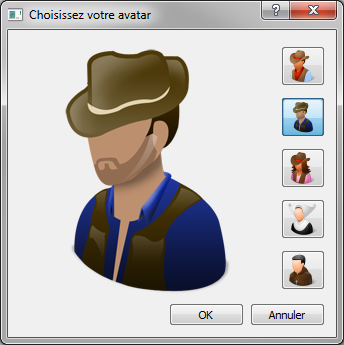 Choisissez votre avatar
OK
Annuler